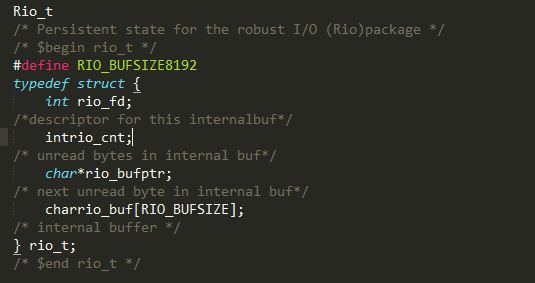 Rio_t
/* Persistent state for the robust I/O (Rio)package */
/* $begin rio_t */
#define RIO_BUFSIZE8192
typedef struct {
    int rio_fd;
/*descriptor for this internalbuf*/
    intrio_cnt;
/* unread bytes in internal buf*/
    char*rio_bufptr;
/* next unread byte in internal buf*/
    charrio_buf[RIO_BUFSIZE];
/* internal buffer */
} rio_t;
/* $end rio_t */